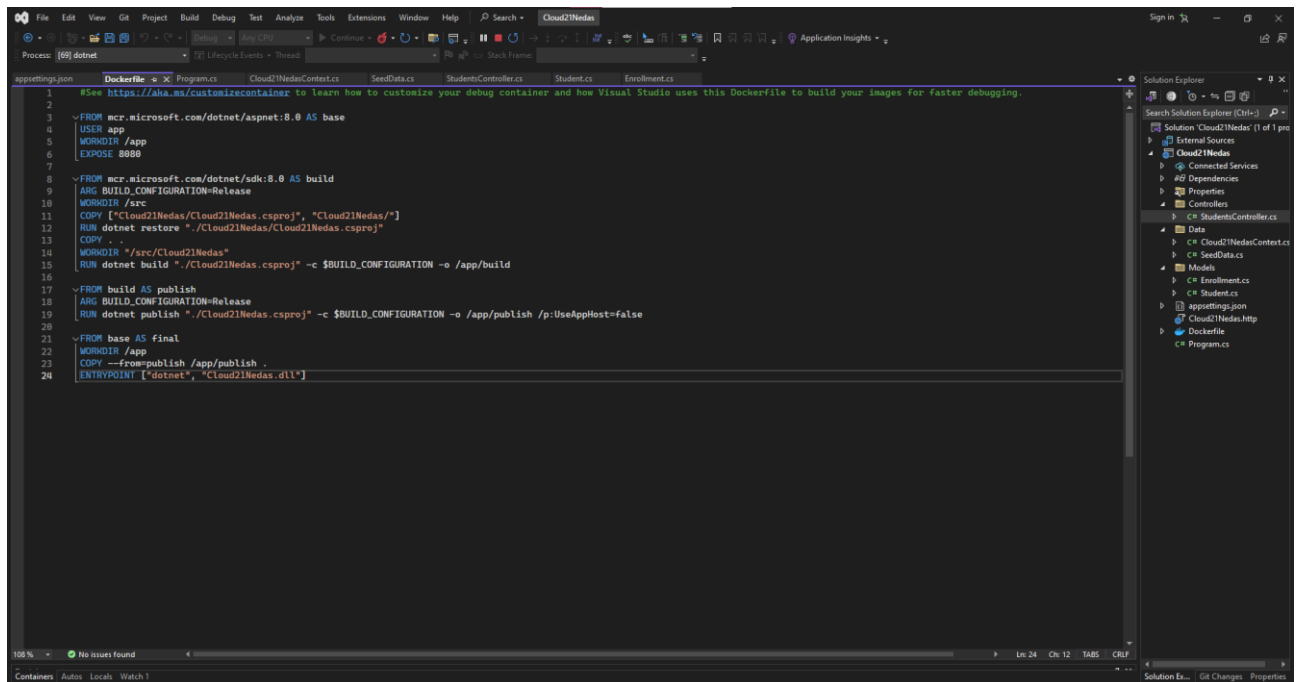 File Edit View Git Project Build Debug Test Analyze Tools Extensions Window Help Search Cloud21Nedas Sign in
Debug Any CPU Continue Application Insights
Process: [69] dotnet Lifecycle Events Thread: Stack Frame:
appsettings.json Dockerfile Program.cs Cloud21NedasContext.cs SeedData.cs StudentsController.cs Student.cs Enrollment.cs
1 #See https://aka.ms/customizecontainer to learn how to customize your debug container and how Visual Studio uses this Dockerfile to build your images for faster debugging.
2
3 FROM mcr.microsoft.com/dotnet/aspnet:8.0 AS base
4 USER app
5 WORKDIR /app
6 EXPOSE 8080
7
8 FROM mcr.microsoft.com/dotnet/sdk:8.0 AS build
9 ARG BUILD_CONFIGURATION=Release
10 WORKDIR /src
11 COPY ["Cloud21Nedas/Cloud21Nedas.csproj", "Cloud21Nedas/"]
12 RUN dotnet restore "./Cloud21Nedas/Cloud21Nedas.csproj"
13 COPY . .
14 WORKDIR "/src/Cloud21Nedas"
15 RUN dotnet build "./Cloud21Nedas.csproj" -c $BUILD_CONFIGURATION -o /app/build
16
17 FROM build AS publish
18 ARG BUILD_CONFIGURATION=Release
19 RUN dotnet publish "./Cloud21Nedas.csproj" -c $BUILD_CONFIGURATION -o /app/publish /p:UseAppHost=false
20
21 FROM base AS final
22 WORKDIR /app
23 COPY --from=publish /app/publish .
24 ENTRYPOINT ["dotnet", "Cloud21Nedas.dll"]
108 % No issues found Ln: 24 Ch: 12 TABS CRLF
Containers Autos Locals Watch 1
Solution Explorer
Search Solution Explorer (Ctrl+;)
Solution 'Cloud21Nedas' (1 of 1 pro
External Sources
Cloud21Nedas
Connected Services
Dependencies
Properties
Controllers
C# StudentsController.cs
Data
C# Cloud21NedasContext.cs
C# SeedData.cs
Models
C# Enrollment.cs
C# Student.cs
appsettings.json
Cloud21Nedas.http
Dockerfile
C# Program.cs
Solution Ex... Git Changes Properties